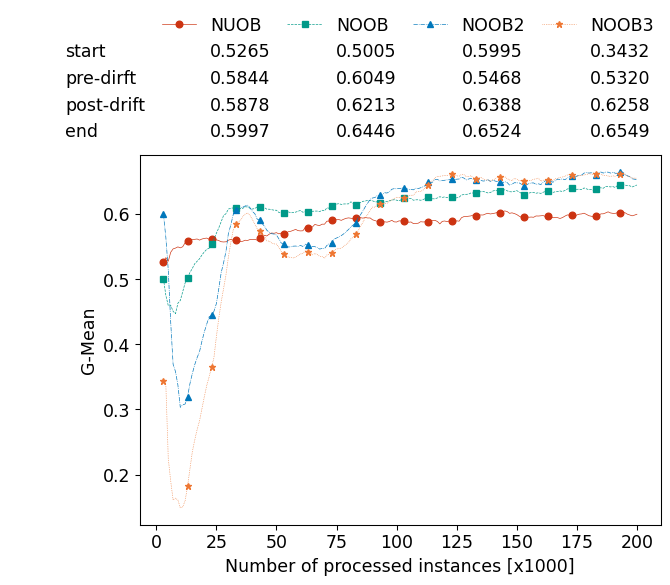 NUOB NOOB NOOB2 NOOB3
start 0.5265 0.5005 0.5995 0.3432
pre-dirft 0.5844 0.6049 0.5468 0.5320
post-drift 0.5878 0.6213 0.6388 0.6258
end 0.5997 0.6446 0.6524 0.6549
0.6
0.5
0.4
0.3
0.2
G-Mean
0 25 50 75 100 125 150 175 200
Number of processed instances [x1000]